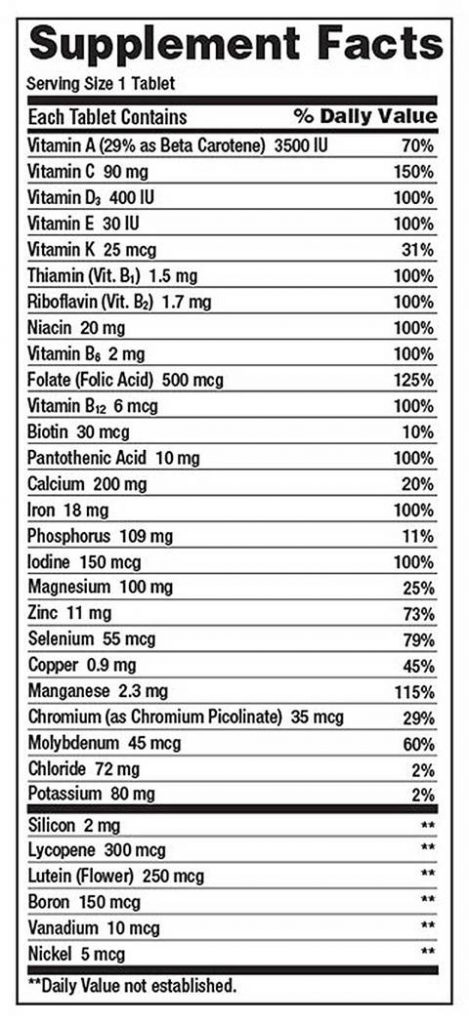 Supplement Facts
Serving Size 1 Tablet
Each Tablet Contains % Daily Value
Vitamin A (29% as Beta Carotene) 3500 IU 70%
Vitamin C 90 mg 150%
Vitamin D₃ 400 IU 100%
Vitamin E 30 IU 100%
Vitamin K 25 mcg 31%
Thiamin (Vit. B₁) 1.5 mg 100%
Riboflavin (Vit. B₂) 1.7 mg 100%
Niacin 20 mg 100%
Vitamin B₆ 2 mg 100%
Folate (Folic Acid) 500 mcg 125%
Vitamin B₁₂ 6 mcg 100%
Biotin 30 mcg 10%
Pantothenic Acid 10 mg 100%
Calcium 200 mg 20%
Iron 18 mg 100%
Phosphorus 109 mg 11%
Iodine 150 mcg 100%
Magnesium 100 mg 25%
Zinc 11 mg 73%
Selenium 55 mcg 79%
Copper 0.9 mg 45%
Manganese 2.3 mg 115%
Chromium (as Chromium Picolinate) 35 mcg 29%
Molybdenum 45 mcg 60%
Chloride 72 mg 2%
Potassium 80 mg 2%
Silicon 2 mg **
Lycopene 300 mcg **
Lutein (Flower) 250 mcg **
Boron 150 mcg **
Vanadium 10 mcg **
Nickel 5 mcg **
**Daily Value not established.